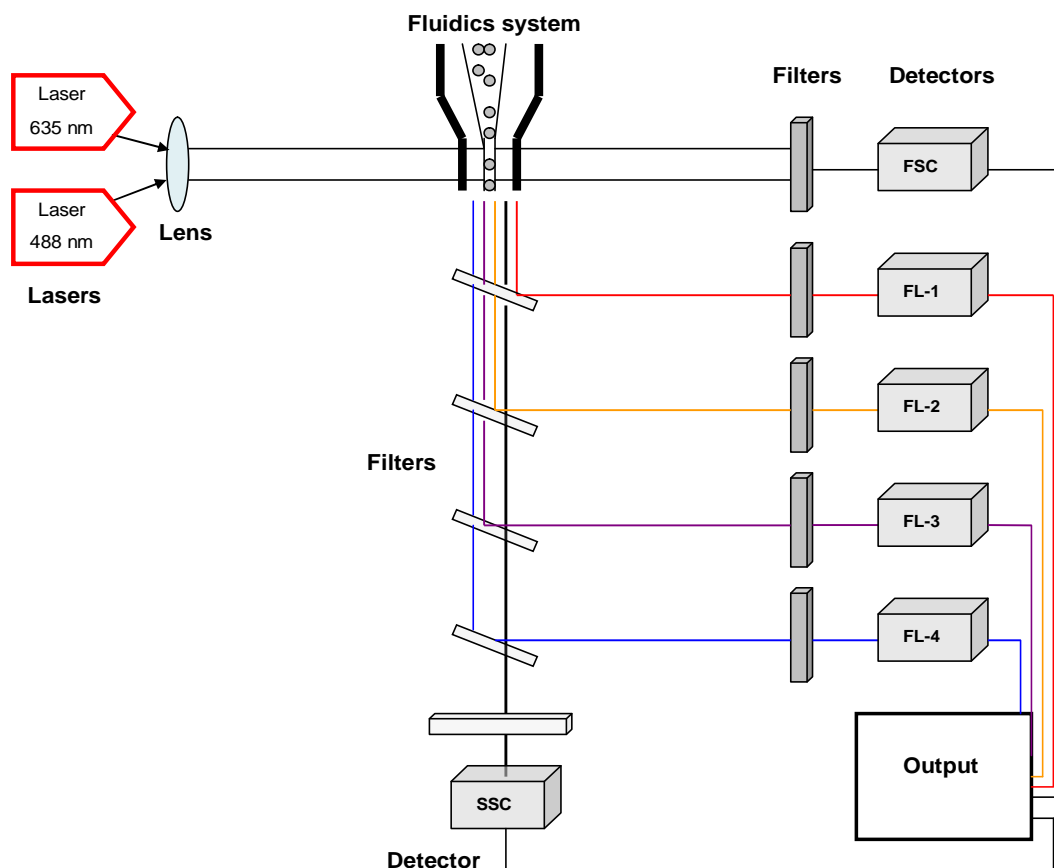 Fluidics system
Filters
Detectors
Laser
635 nm
FSC
Laser
488 nm
Lens
Lasers
FL-1
FL-2
Filters
FL-3
FL-4
Output
SSC
Detector